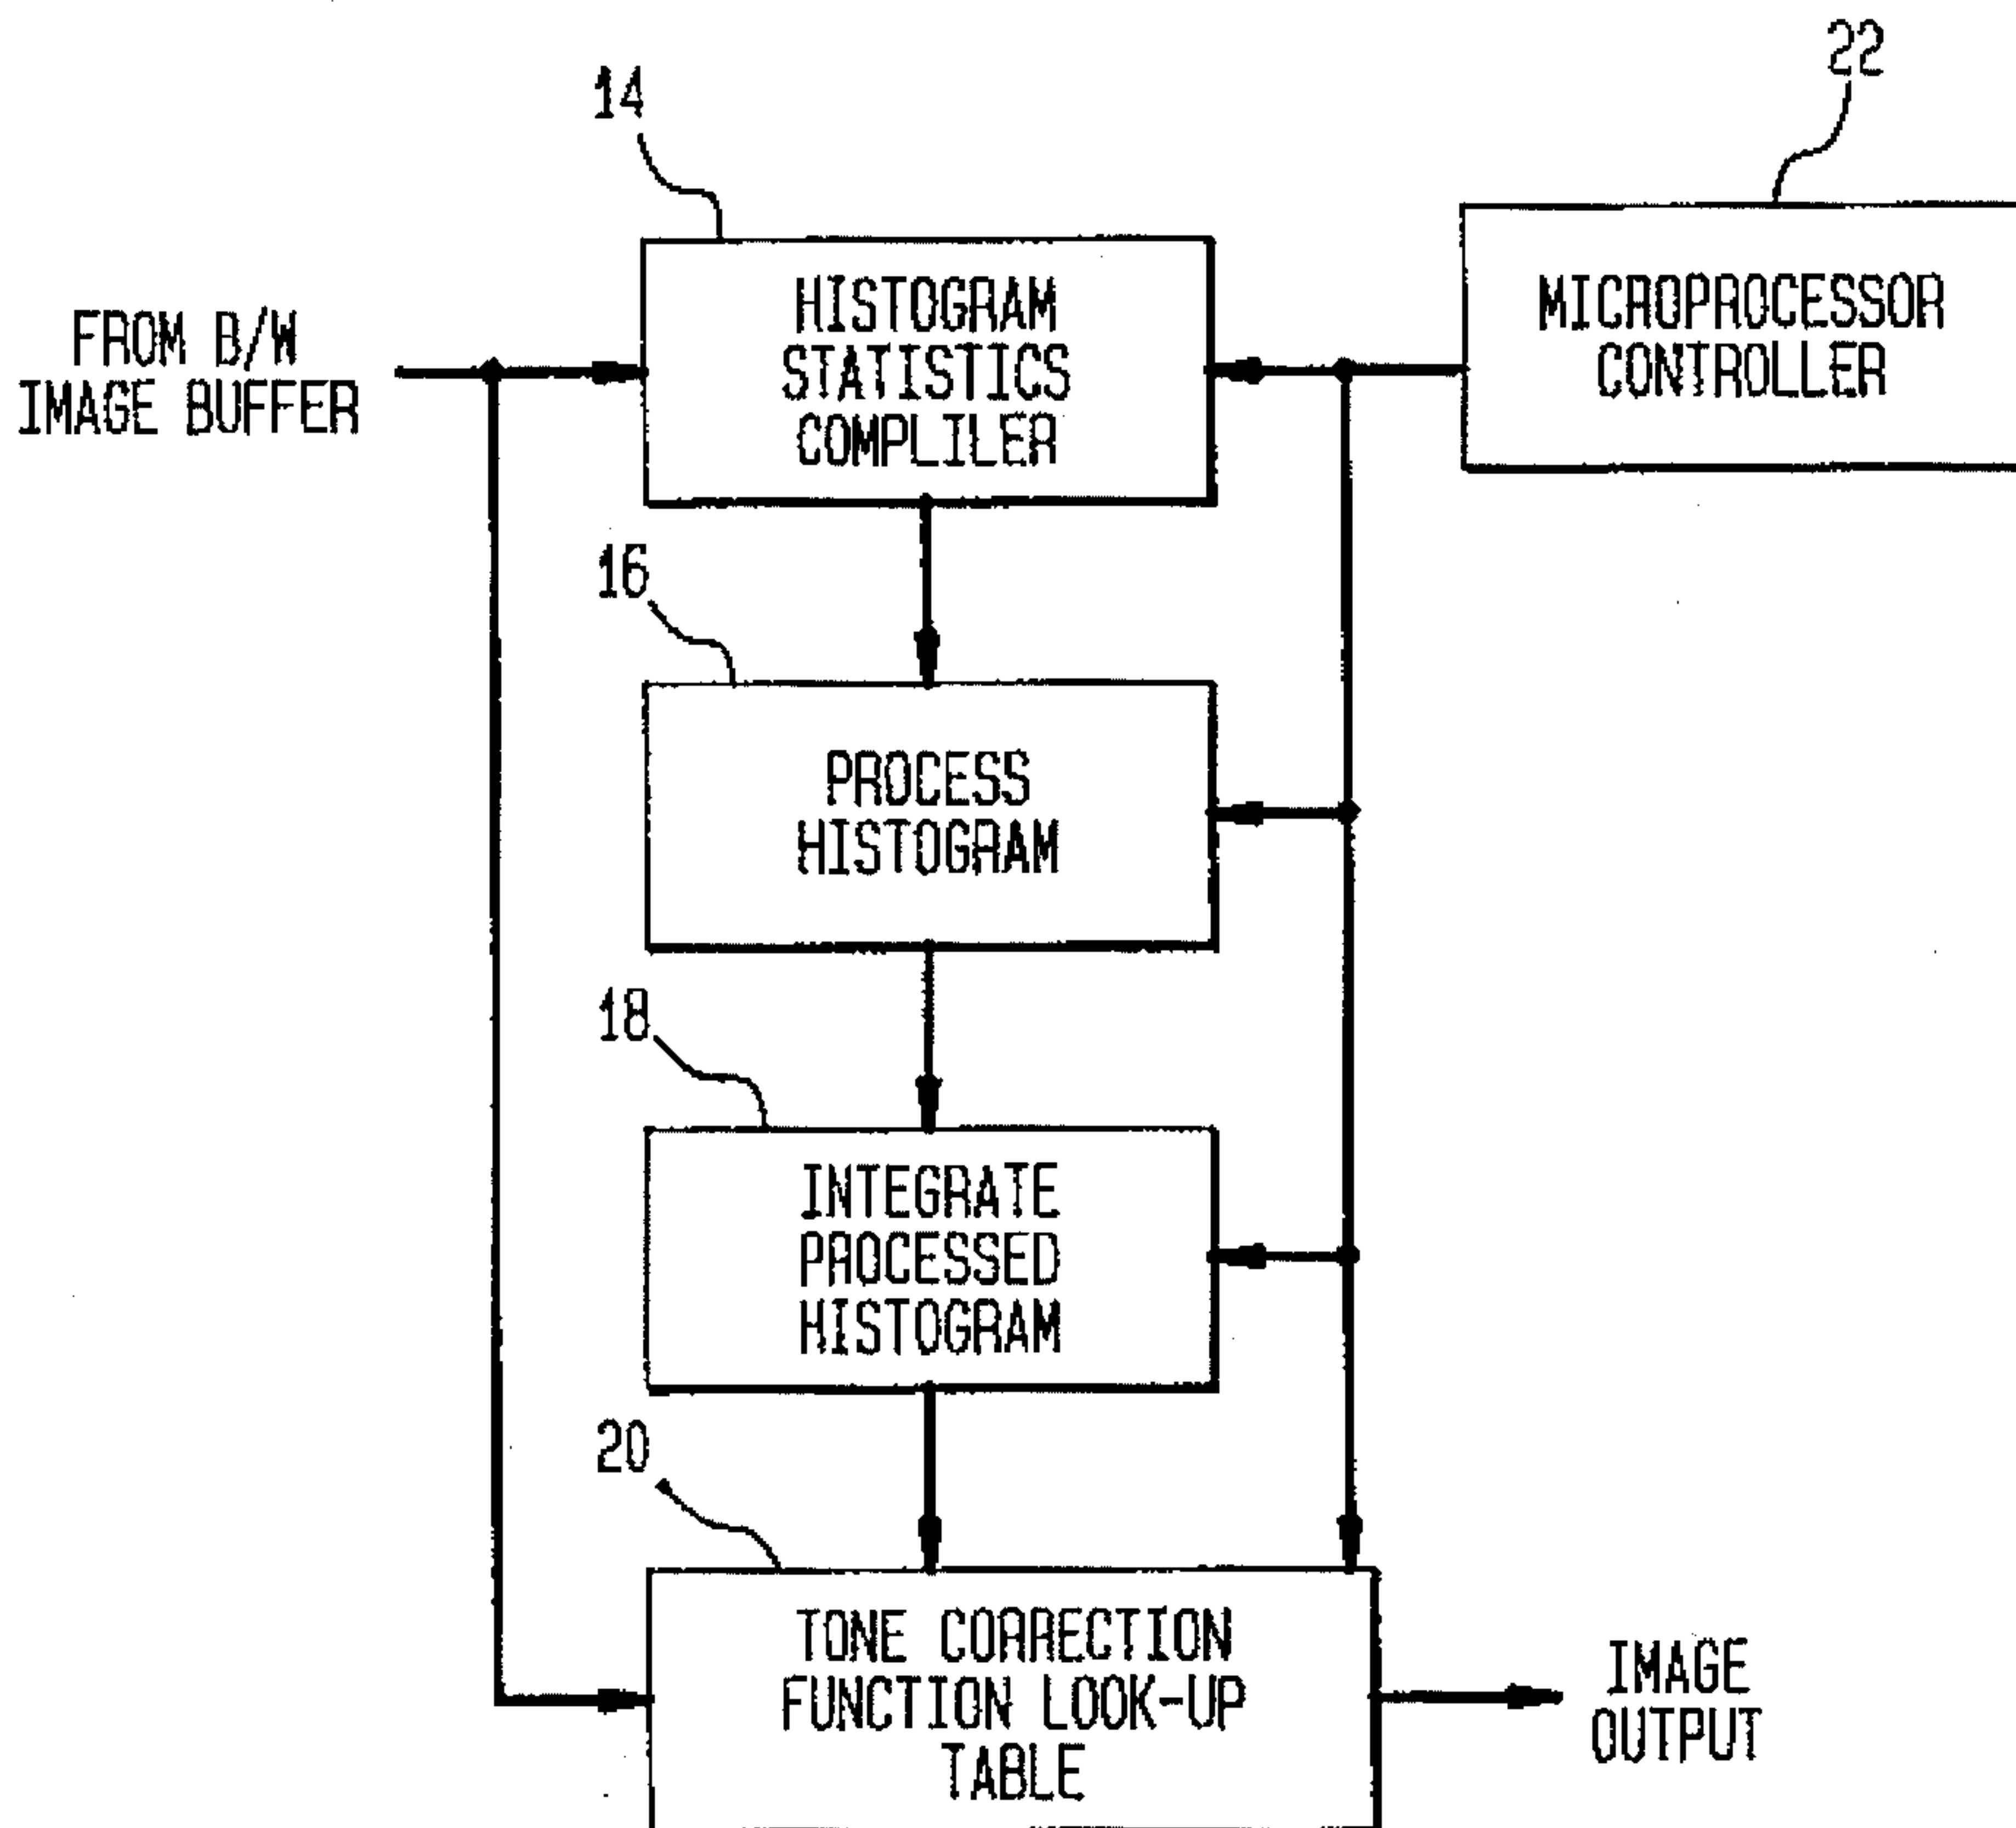 22
14
HISTOGRAM
STATISTICS
COMPLILER
MICROPROCESSOR
CONTROLLER
FROM B/W
IMAGE BUFFER
16
PROCESS
HISTOGRAM
18
INTEGRATE
PROCESSED
HISTOGRAM
20
TONE CORRECTION
FUNCTION LOOK-UP
TABLE
IMAGE
OUTPUT